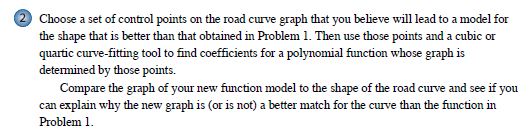 2 Choose a set of control points on the road curve graph that you believe will lead to a model for
the shape that is better than that obtained in Problem 1. Then use those points and a cubic or
quartic curve-fitting tool to find coefficients for a polynomial function whose graph is
determined by those points.
Compare the graph of your new function model to the shape of the road curve and see if you
can explain why the new graph is (or is not) a better match for the curve than the function in
Problem 1.